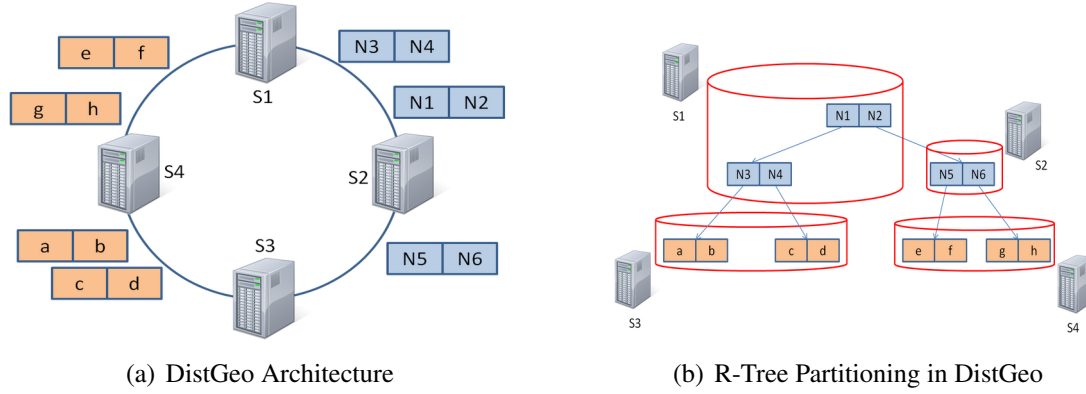 e f
N3 N4
S1
g h
N1 N2
S4
S2
a b
S3
c d
N5 N6
(a) DistGeo Architecture
S1
N1 N2
S2
N3 N4
N5 N6
a b
c d
e f
g h
S3
S4
(b) R-Tree Partitioning in DistGeo